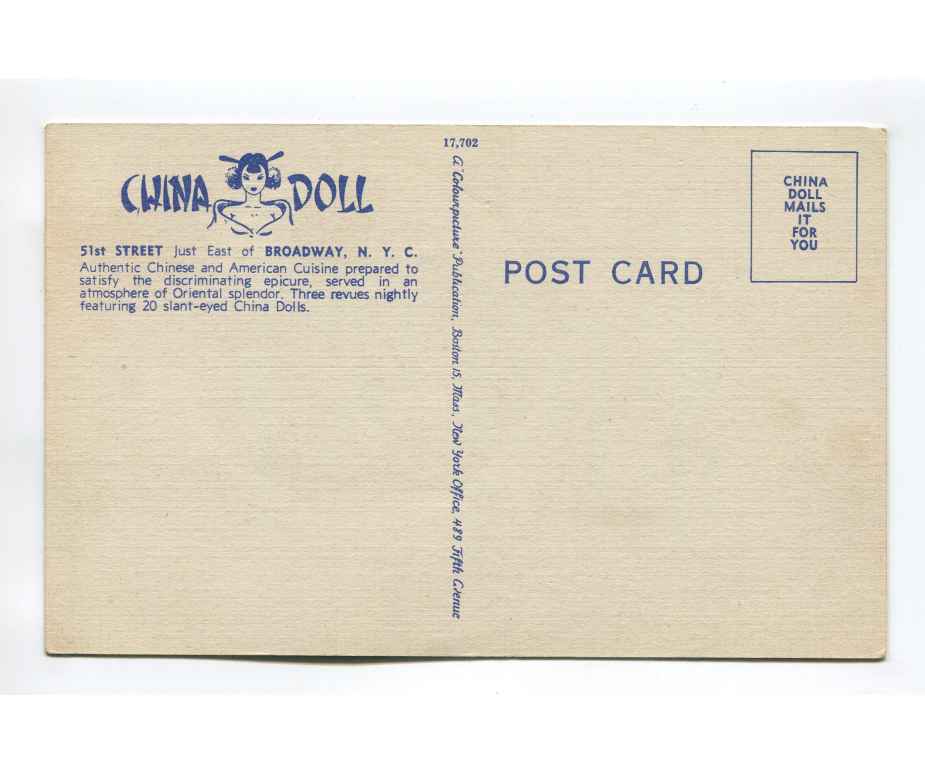 CHINA DOLL
51st STREET Just East of BROADWAY, N. Y. C.
Authentic Chinese and American Cuisine prepared to
satisfy the discriminating epicure, served in an
atmosphere of Oriental splendor. Three revues nightly
featuring 20 slant-eyed China Dolls.
17,702
A "Colourpicture" Publication, Boston 15, Mass., New York Office, 489 Fifth Avenue
POST CARD
CHINA
DOLL
MAILS
IT
FOR
YOU